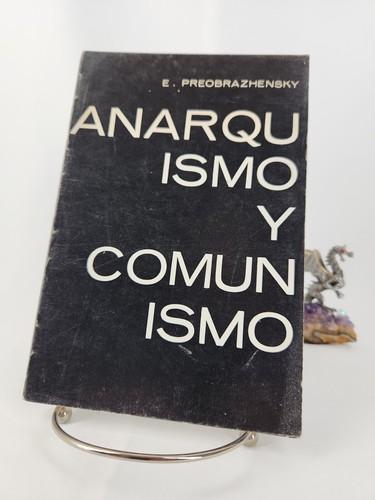 E. PREOBRAZHENSKY
ANARQU
ISMO
Y
COMUN
ISMO